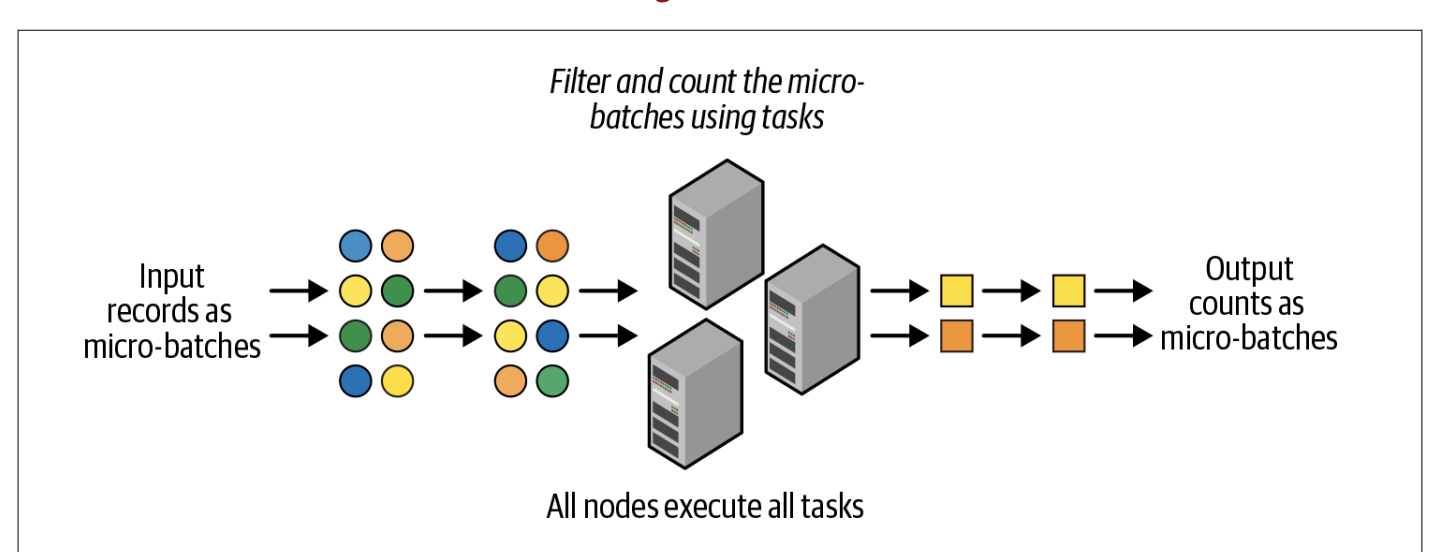 Filter and count the micro-
batches using tasks
Input
records as
micro-batches
Output
counts as
micro-batches
All nodes execute all tasks